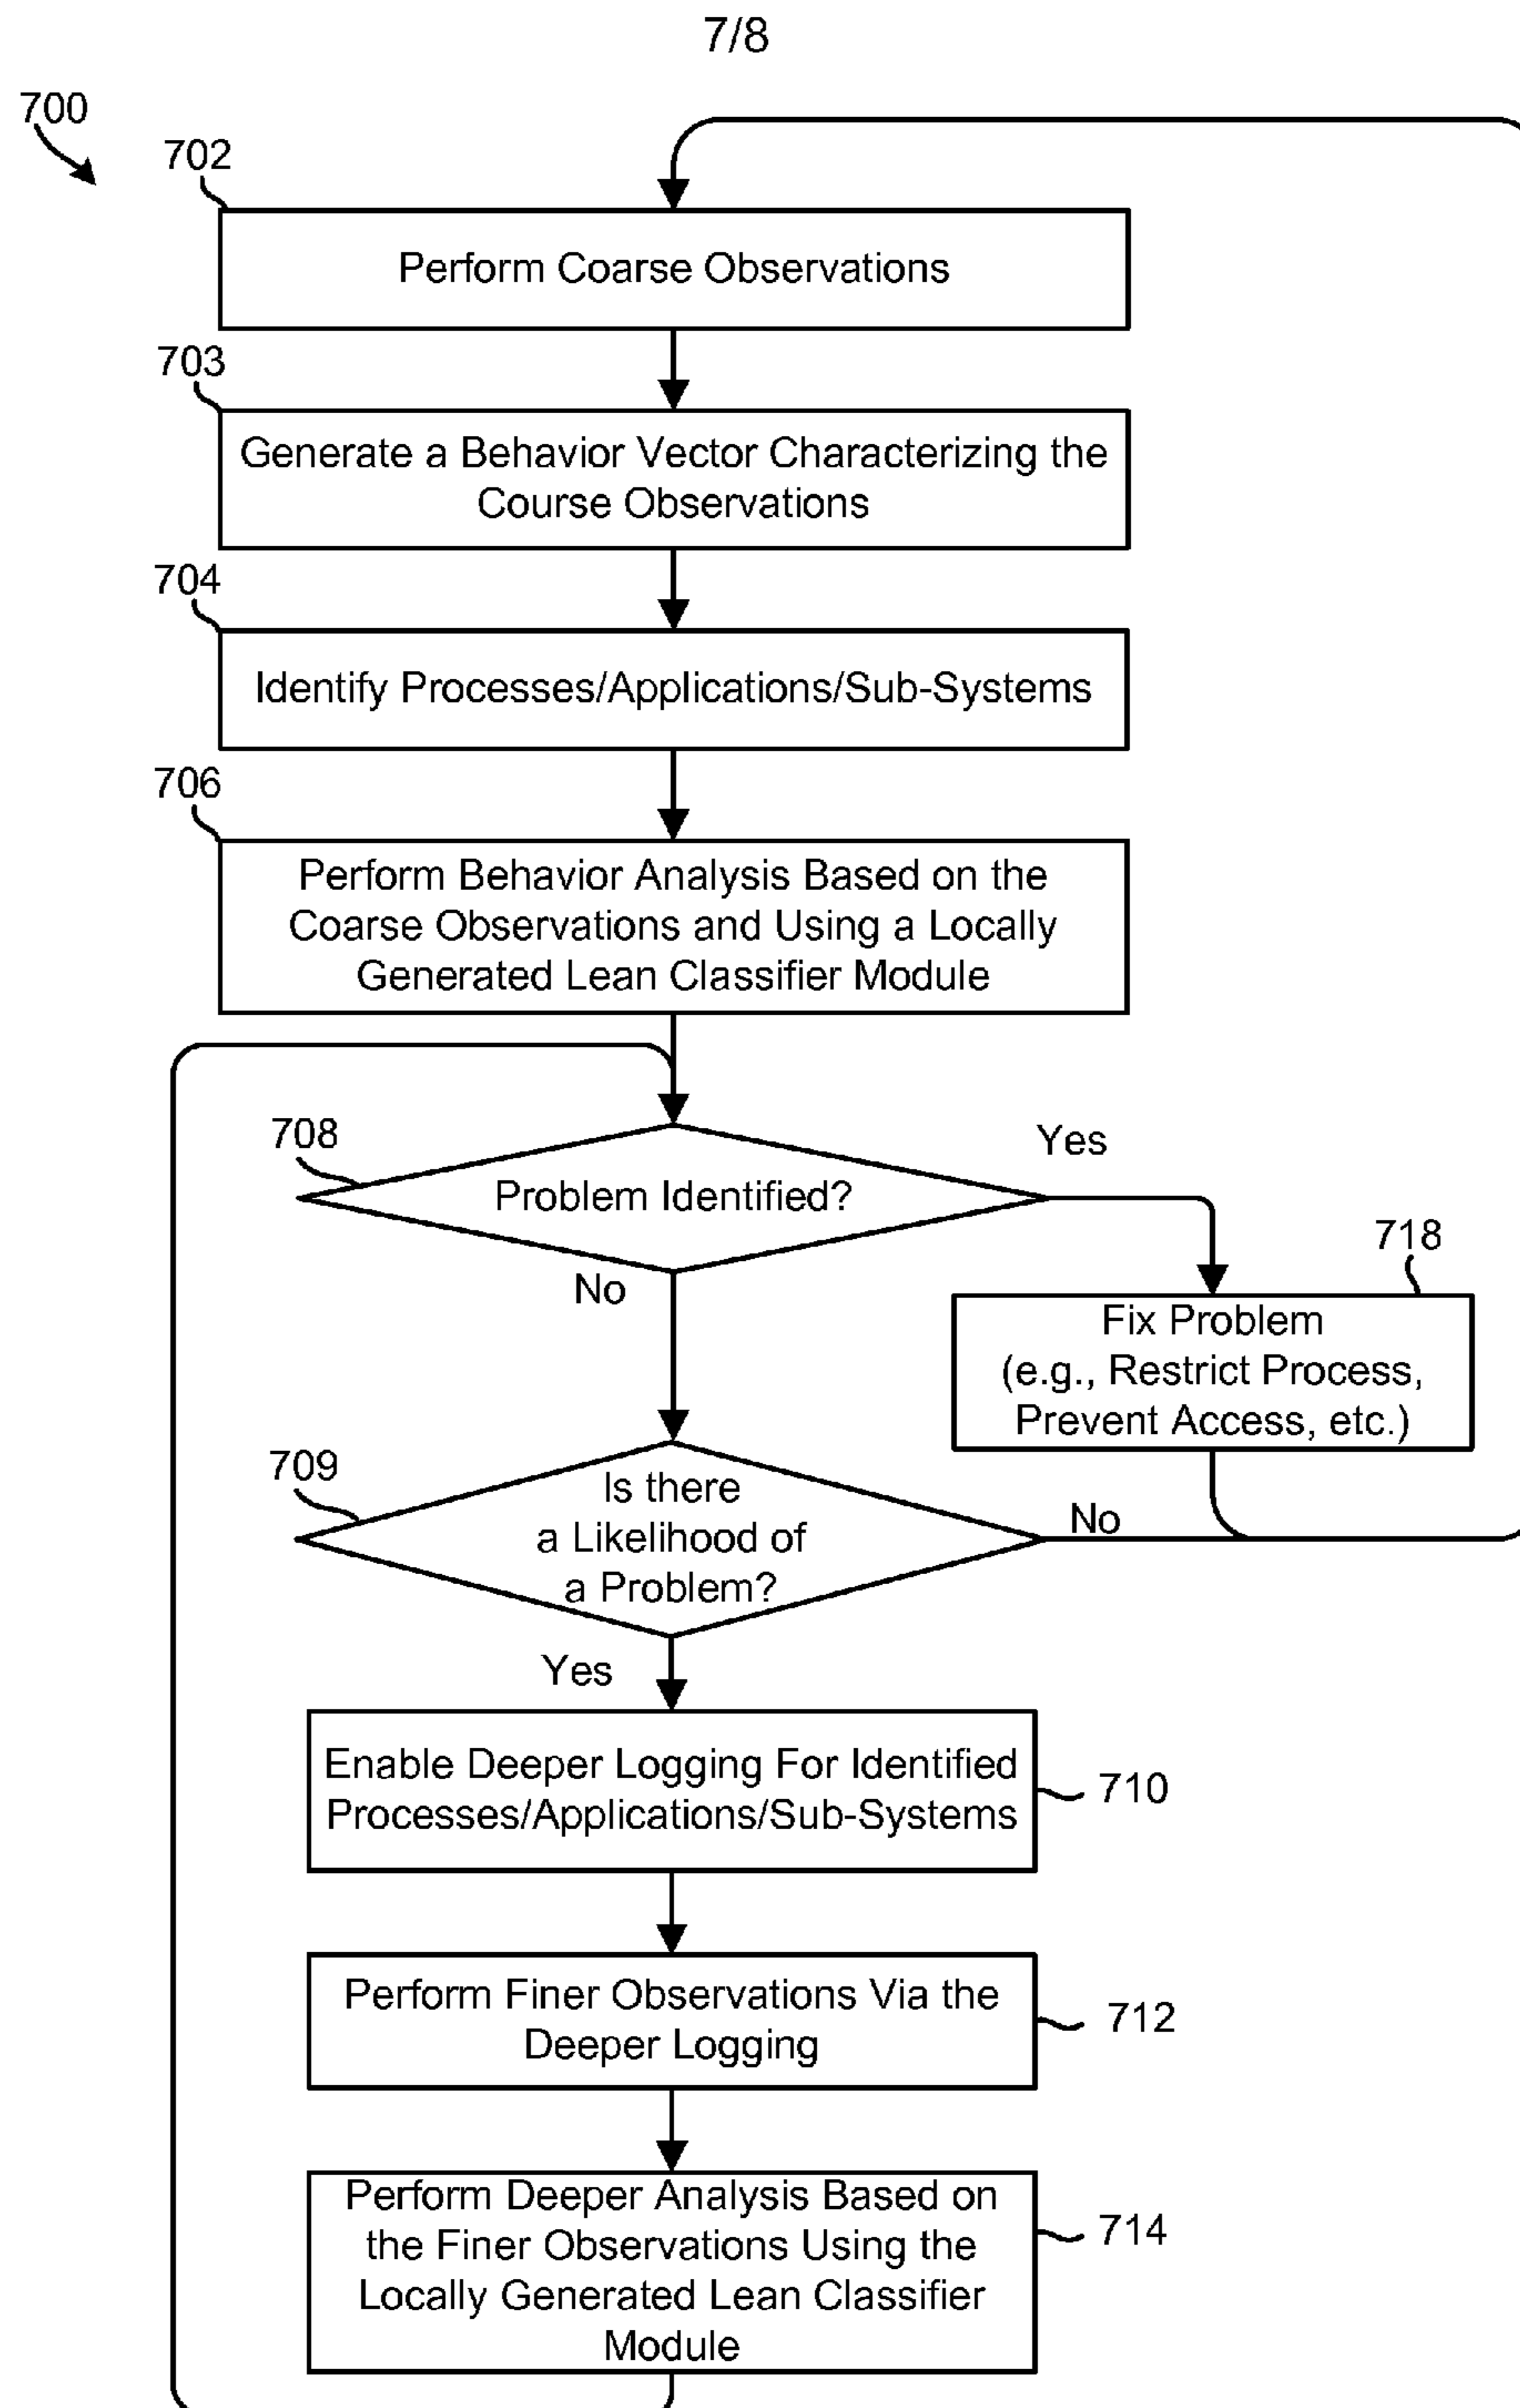 7/8
700
702
Perform Coarse Observations
703
Generate a Behavior Vector Characterizing the
Course Observations
704
Identify Processes/Applications/Sub-Systems
706
Perform Behavior Analysis Based on the
Coarse Observations and Using a Locally
Generated Lean Classifier Module
708
Problem Identified?
Yes
No
718
Fix Problem
(e.g., Restrict Process,
Prevent Access, etc.)
709
Is there
a Likelihood of
a Problem?
No
Yes
Enable Deeper Logging For Identified
Processes/Applications/Sub-Systems
710
Perform Finer Observations Via the
Deeper Logging
712
Perform Deeper Analysis Based on
the Finer Observations Using the
Locally Generated Lean Classifier
Module
714